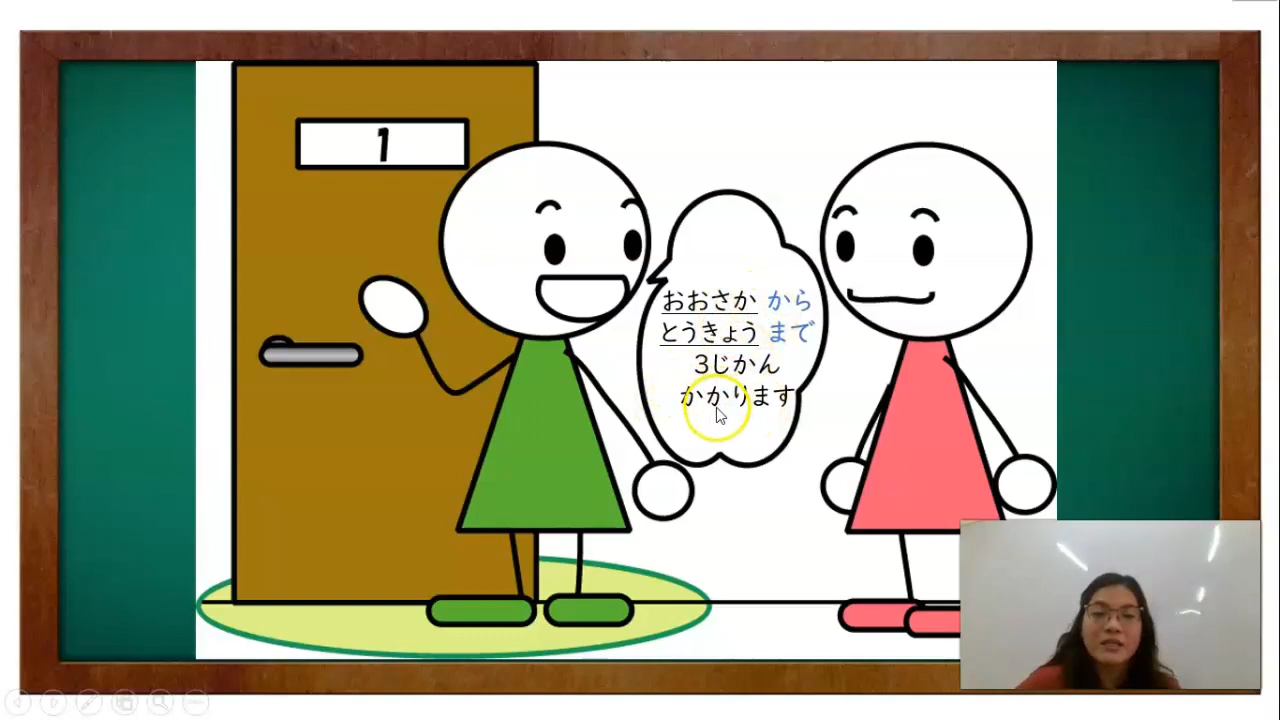 1
おおさか から
とうきょう まで
3じかん
かかります